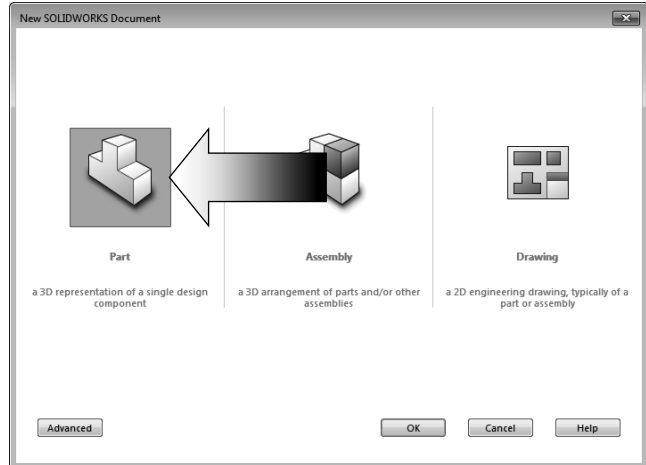 New SOLIDWORKS Document
Part
Assembly
Drawing
a 3D representation of a single design
component
a 3D arrangement of parts and/or other
assemblies
a 2D engineering drawing, typically of a
part or assembly
Advanced
OK
Cancel
Help